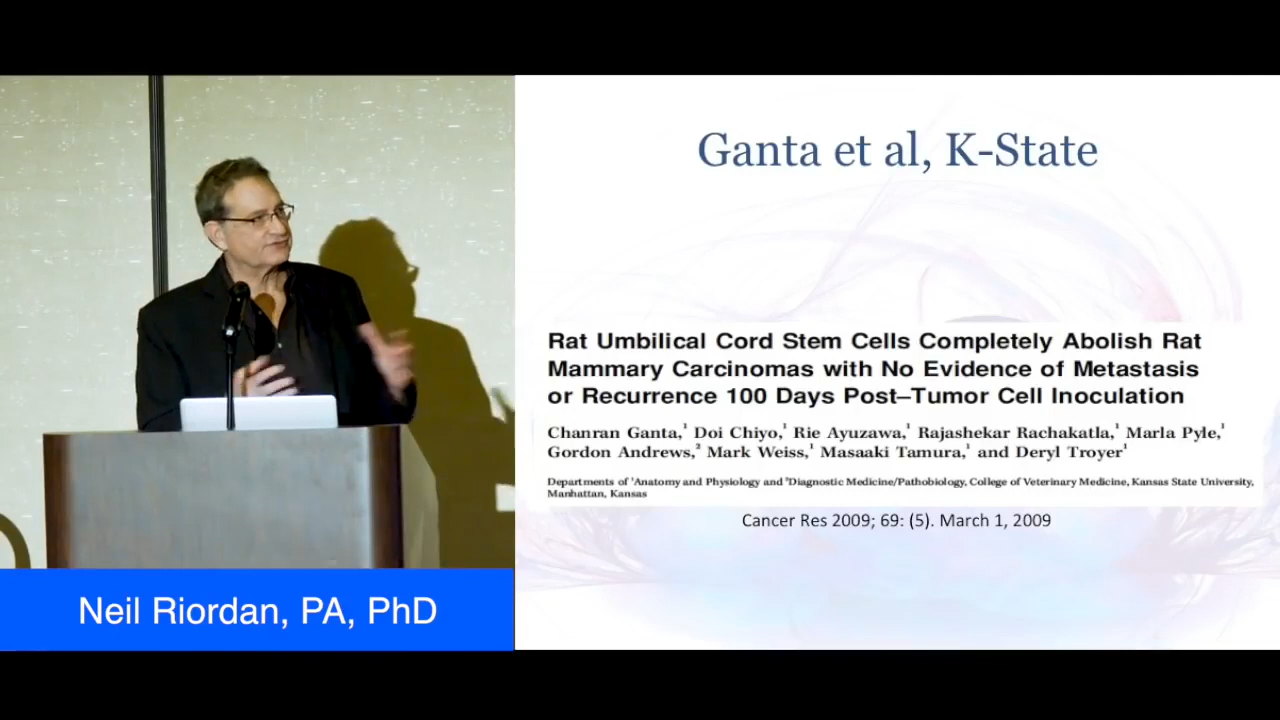 Ganta et al, K-State
Rat Umbilical Cord Stem Cells Completely Abolish Rat
Mammary Carcinomas with No Evidence of Metastasis
or Recurrence 100 Days Post–Tumor Cell Inoculation
Chanran Ganta,¹ Doi Chiyo,¹ Rie Ayuzawa,¹ Rajashekar Rachakatla,¹ Marla Pyle,¹
Gordon Andrews,² Mark Weiss,¹ Masaaki Tamura,¹ and Deryl Troyer¹
Departments of ¹Anatomy and Physiology and ²Diagnostic Medicine/Pathobiology, College of Veterinary Medicine, Kansas State University,
Manhattan, Kansas
Cancer Res 2009; 69: (5). March 1, 2009
Neil Riordan, PA, PhD